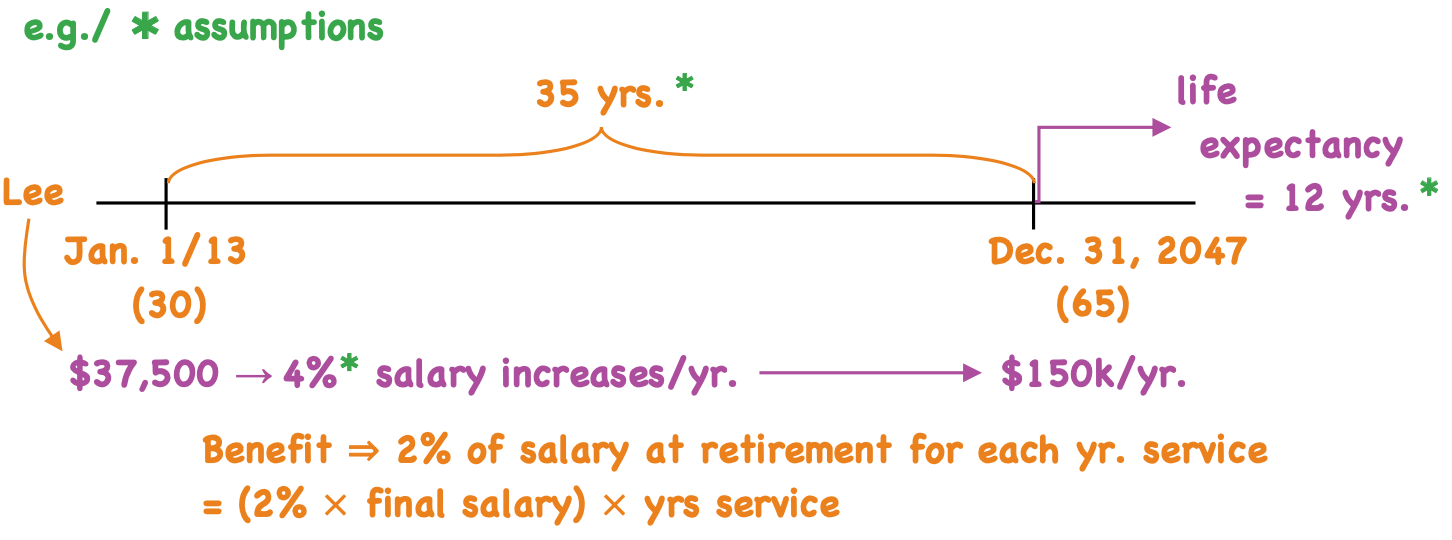 e.g./ * assumptions
35 yrs.*
life
expectancy
= 12 yrs.*
Lee
Jan. 1/13
(30)
Dec. 31, 2047
(65)
$37,500 → 4%* salary increases/yr. → $150k/yr.
Benefit ⇒ 2% of salary at retirement for each yr. service
= (2% × final salary) × yrs service